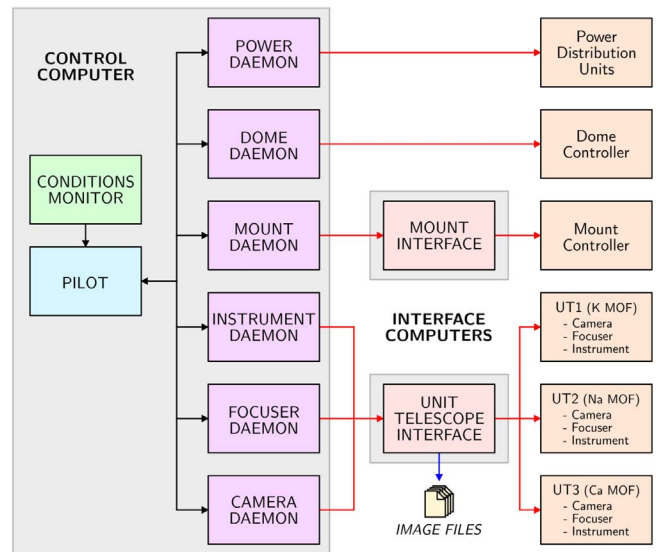 CONTROL
COMPUTER
CONDITIONS
MONITOR
PILOT
POWER
DAEMON
DOME
DAEMON
MOUNT
DAEMON
INSTRUMENT
DAEMON
FOCUSER
DAEMON
CAMERA
DAEMON
MOUNT
INTERFACE
INTERFACE
COMPUTERS
UNIT
TELESCOPE
INTERFACE
IMAGE FILES
Power
Distribution
Units
Dome
Controller
Mount
Controller
UT1 (K MOF)
- Camera
- Focuser
- Instrument
UT2 (Na MOF)
- Camera
- Focuser
- Instrument
UT3 (Ca MOF)
- Camera
- Focuser
- Instrument